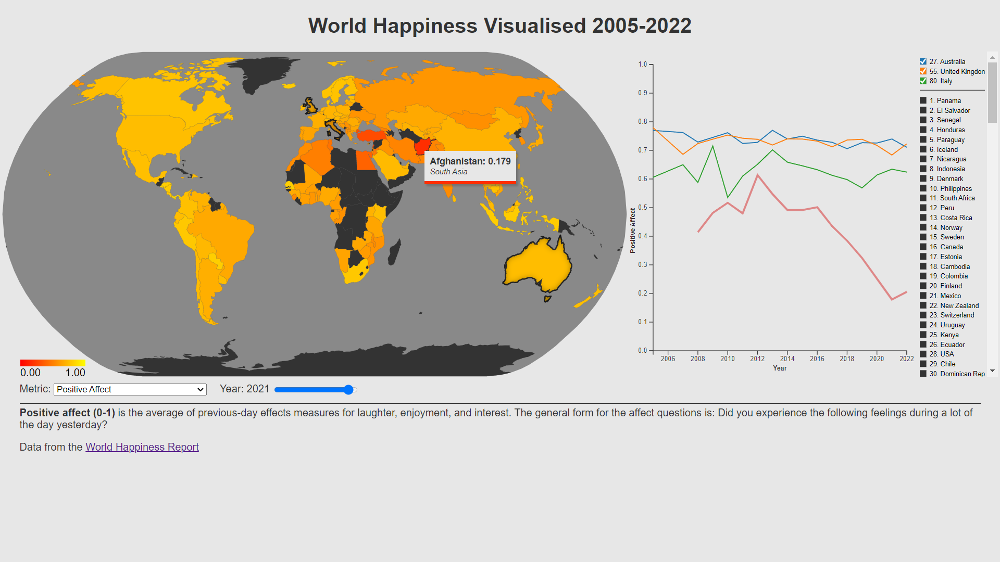 World Happiness Visualised 2005-2022
Afghanistan: 0.179
South Asia
0.00 1.00
1.0
0.9
0.8
0.7
0.6
0.5
0.4
0.3
0.2
0.1
0.0
Positive Affect
2006 2008 2010 2012 2014 2016 2018 2020 2022
Year
27. Australia
55. United Kingdon
80. Italy
1. Panama
2. El Salvador
3. Senegal
4. Honduras
5. Paraguay
6. Iceland
7. Nicaragua
8. Indonesia
9. Denmark
10. Philippines
11. South Africa
12. Peru
13. Costa Rica
14. Norway
15. Sweden
16. Canada
17. Estonia
18. Cambodia
19. Colombia
20. Finland
21. Mexico
22. New Zealand
23. Switzerland
24. Uruguay
25. Kenya
26. Ecuador
28. USA
29. Chile
30. Dominican Rep
Metric: Positive Affect Year: 2021
Positive affect (0-1) is the average of previous-day effects measures for laughter, enjoyment, and interest. The general form for the affect questions is: Did you experience the following feelings during a lot of
the day yesterday?
Data from the World Happiness Report